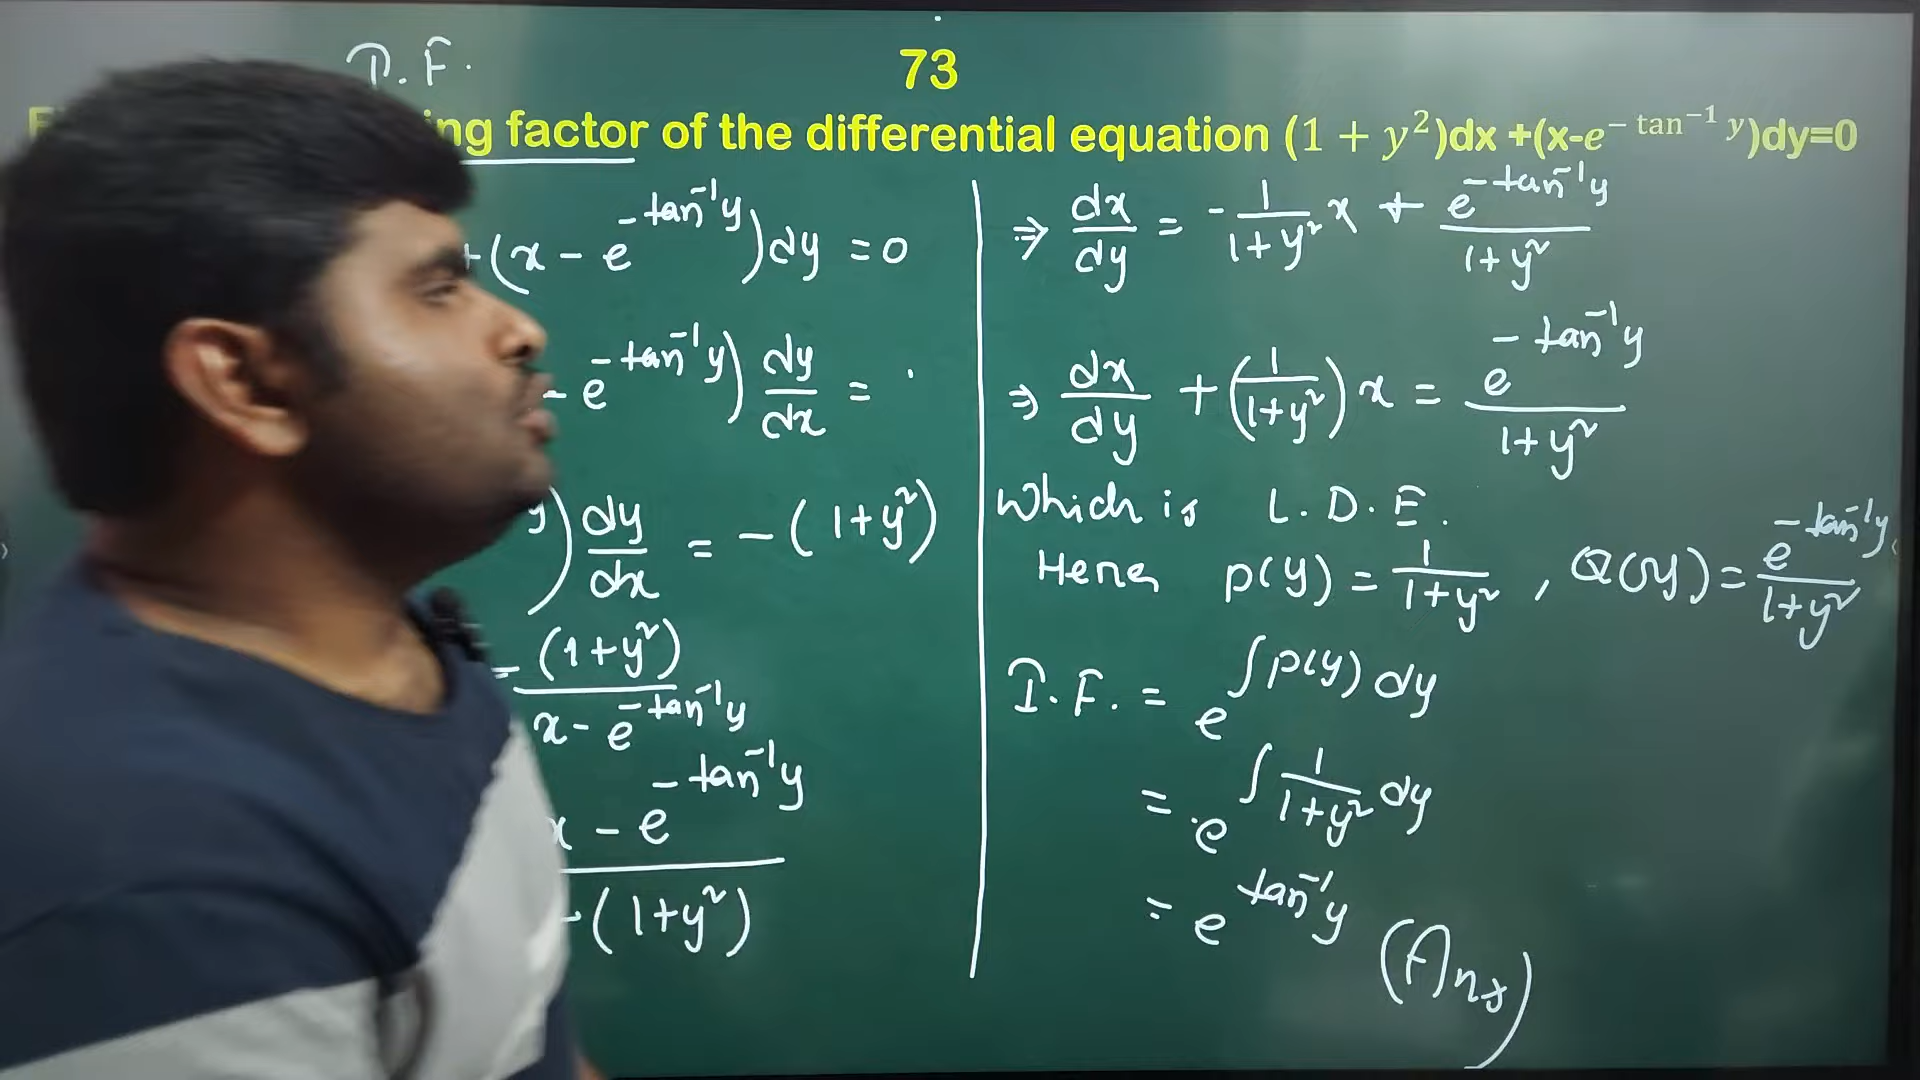 I.F.
73
ng factor of the differential equation (1 + y²)dx +(x-e^{- tan⁻¹ y})dy=0
+(x - e^{-tan⁻¹y})dy = 0
- e^{-tan⁻¹y}) dy/dx =
y) dy/dx = -(1+y²)
-(1+y²)/x - e^{-tan⁻¹y}
x - e^{-tan⁻¹y}/-(1+y²)
⇒ dx/dy = -1/1+y² x + e^{-tan⁻¹y}/1+y²
⇒ dx/dy + (1/1+y²) x = e^{-tan⁻¹y}/1+y²
Which is L.D.E.
Here, P(y) = 1/1+y² , Q(y) = e^{-tan⁻¹y}/1+y²
I.F. = e^{∫P(y) dy}
= e^{∫ 1/1+y² dy}
= e^{tan⁻¹y} (Ans)